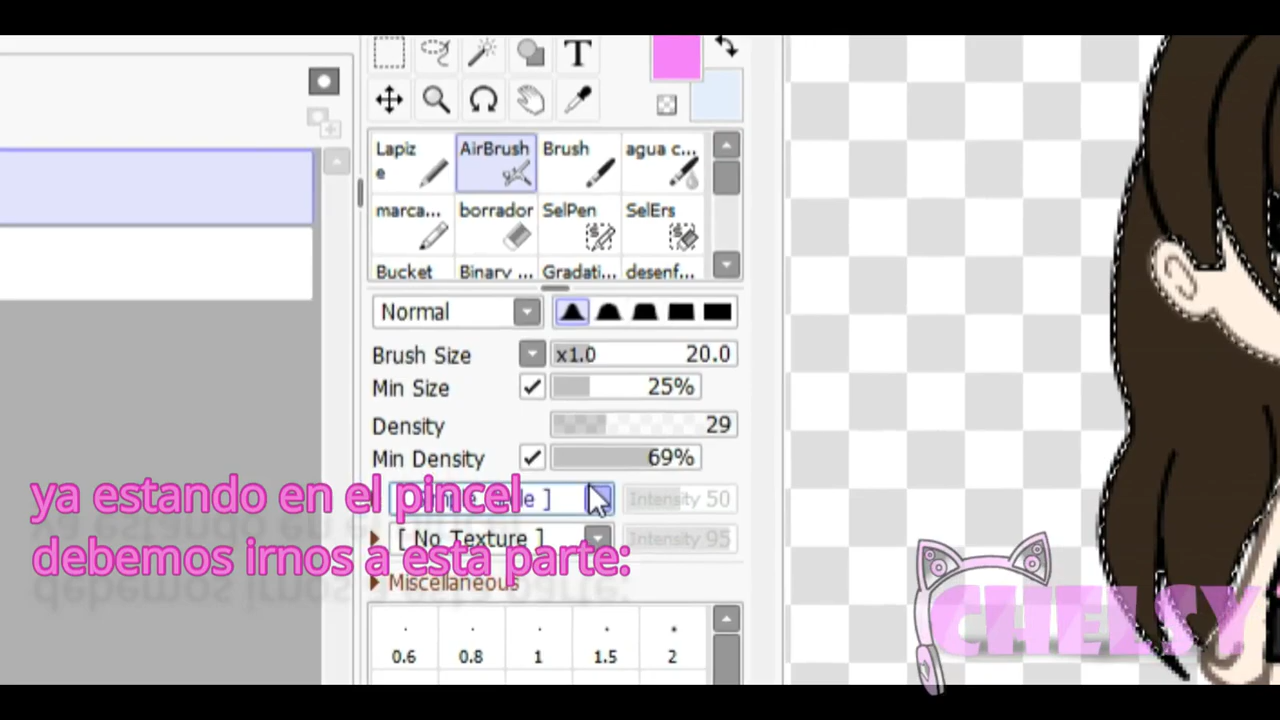 T
Lapiz
e
AirBrush
Brush
agua c...
marca...
borrador
SelPen
SelErs
Bucket
Binary ...
Gradati...
desenf...
Normal
Brush Size
x1.0
20.0
Min Size
25%
Density
29
Min Density
69%
ya estando en el pincel
]
Intensity 50
[ No Texture ]
Intensity 95
debemos irnos a esta parte:
Miscellaneous
0.6
0.8
1
1.5
2
CHELSY